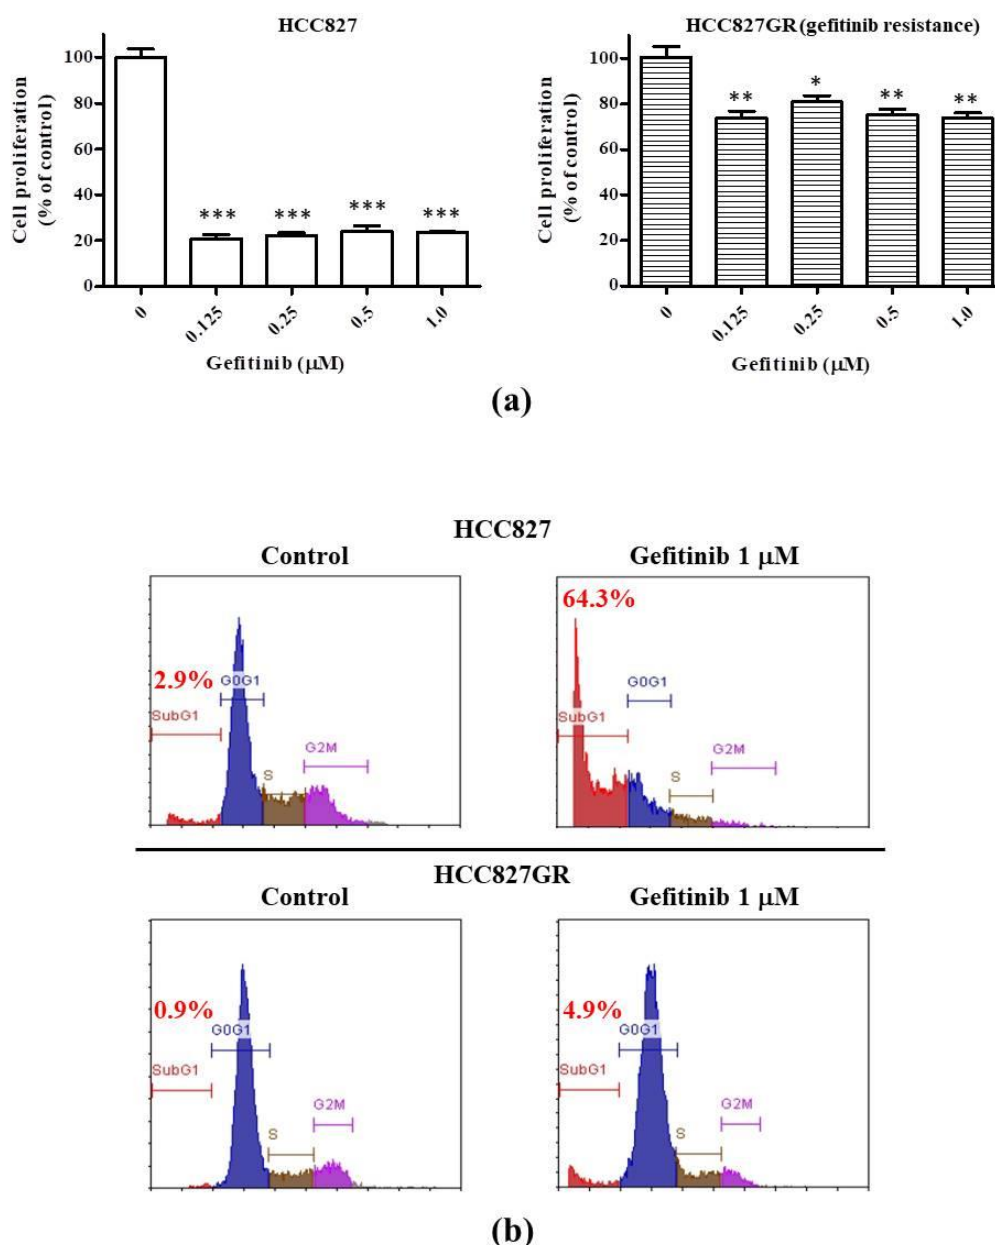 HCC827
Cell proliferation
(% of control)
100
80
60
40
20
0
***
***
***
***
0
0.125
0.25
0.5
1.0
Gefitinib (μM)
HCC827GR (gefitinib resistance)
Cell proliferation
(% of control)
100
80
60
40
20
0
**
*
**
**
0
0.125
0.25
0.5
1.0
Gefitinib (μM)
(a)
HCC827
Control
2.9%
SubG1
G0G1
S
G2M
Gefitinib 1 μM
64.3%
SubG1
G0G1
S
G2M
HCC827GR
Control
0.9%
SubG1
G0G1
S
G2M
Gefitinib 1 μM
4.9%
SubG1
G0G1
S
G2M
(b)